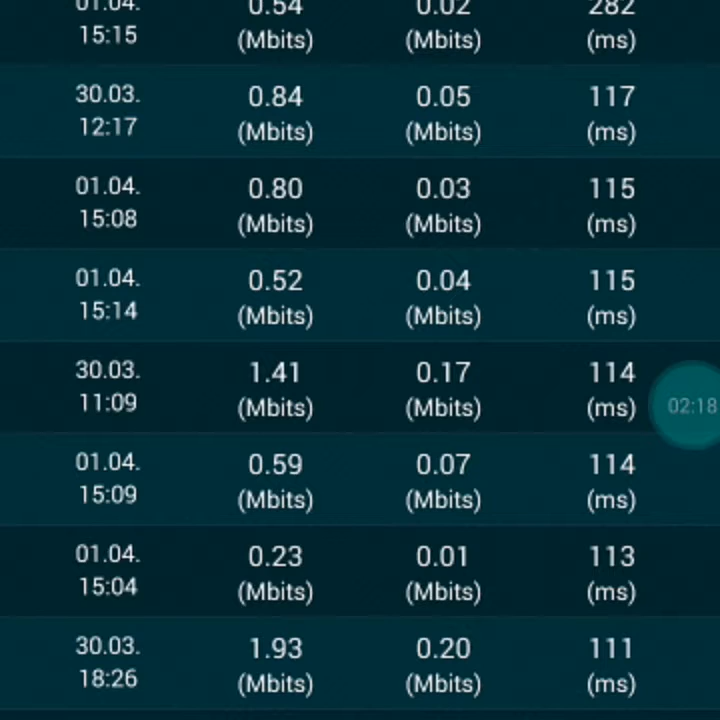 01.04. 0.54 0.02 282
15:15 (Mbits) (Mbits) (ms)
30.03. 0.84 0.05 117
12:17 (Mbits) (Mbits) (ms)
01.04. 0.80 0.03 115
15:08 (Mbits) (Mbits) (ms)
01.04. 0.52 0.04 115
15:14 (Mbits) (Mbits) (ms)
30.03. 1.41 0.17 114
11:09 (Mbits) (Mbits) (ms) 02:18
01.04. 0.59 0.07 114
15:09 (Mbits) (Mbits) (ms)
01.04. 0.23 0.01 113
15:04 (Mbits) (Mbits) (ms)
30.03. 1.93 0.20 111
18:26 (Mbits) (Mbits) (ms)